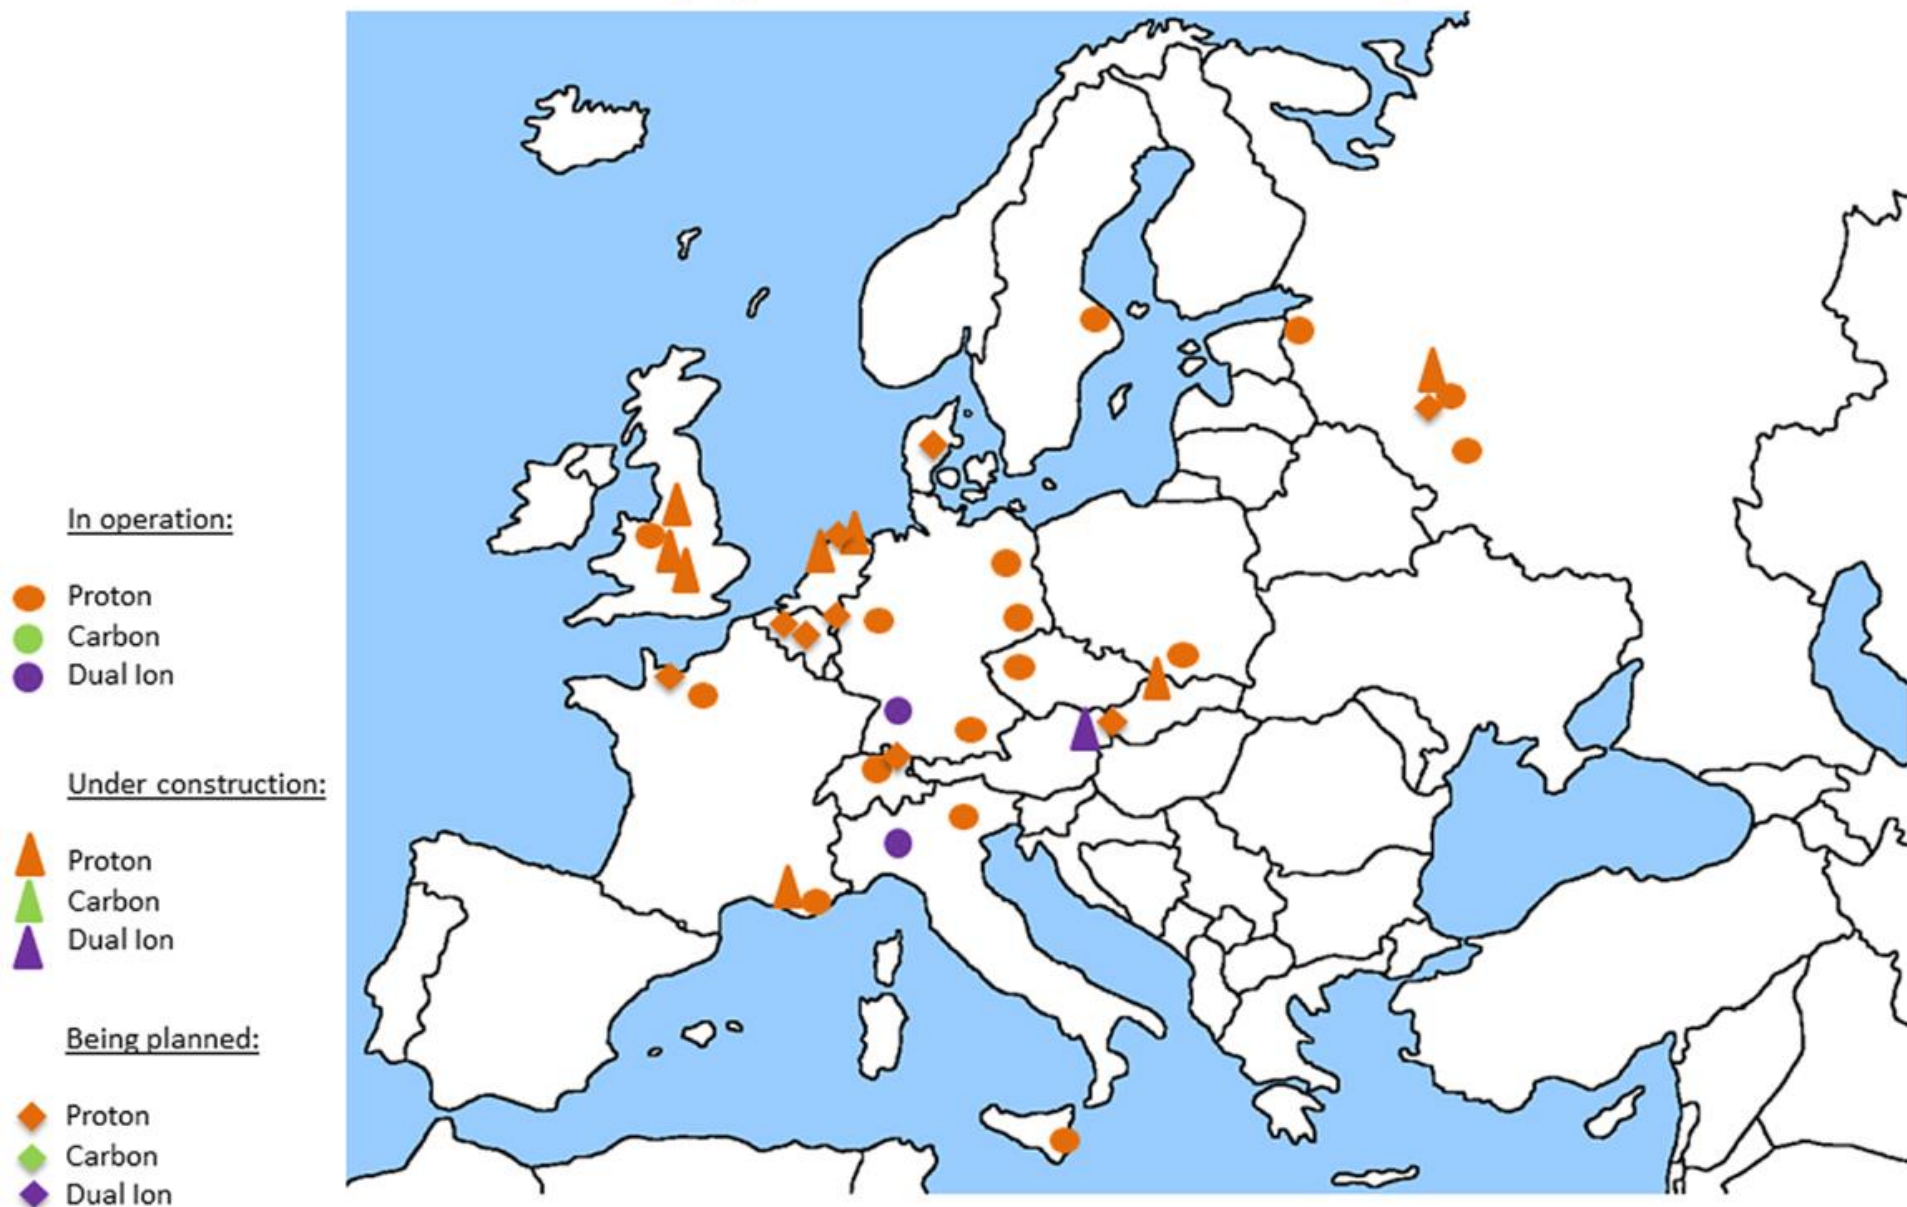 In operation:
Proton
Carbon
Dual Ion
Under construction:
Proton
Carbon
Dual Ion
Being planned:
Proton
Carbon
Dual Ion